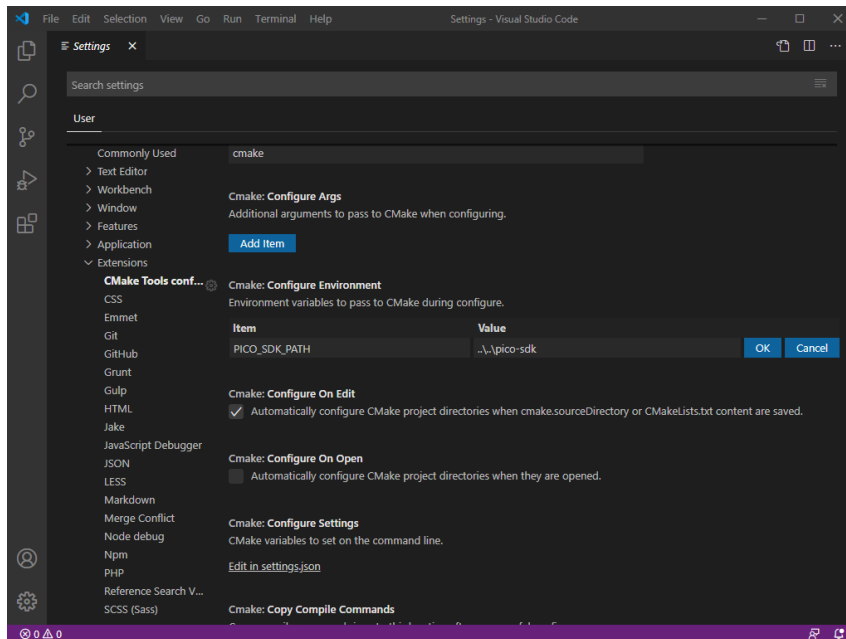 File Edit Selection View Go Run Terminal Help
Settings - Visual Studio Code
Settings
Search settings
User
Commonly Used
Text Editor
Workbench
Window
Features
Application
Extensions
CMake Tools conf...
CSS
Emmet
Git
GitHub
Grunt
Gulp
HTML
Jake
JavaScript Debugger
JSON
LESS
Markdown
Merge Conflict
Node debug
Npm
PHP
Reference Search V...
SCSS (Sass)
cmake
Cmake: Configure Args
Additional arguments to pass to CMake when configuring.
Add Item
Cmake: Configure Environment
Environment variables to pass to CMake during configure.
Item Value
PICO_SDK_PATH ..\..\pico-sdk OK Cancel
Cmake: Configure On Edit
Automatically configure CMake project directories when cmake.sourceDirectory or CMakeLists.txt content are saved.
Cmake: Configure On Open
Automatically configure CMake project directories when they are opened.
Cmake: Configure Settings
CMake variables to set on the command line.
Edit in settings.json
Cmake: Copy Compile Commands
0 0